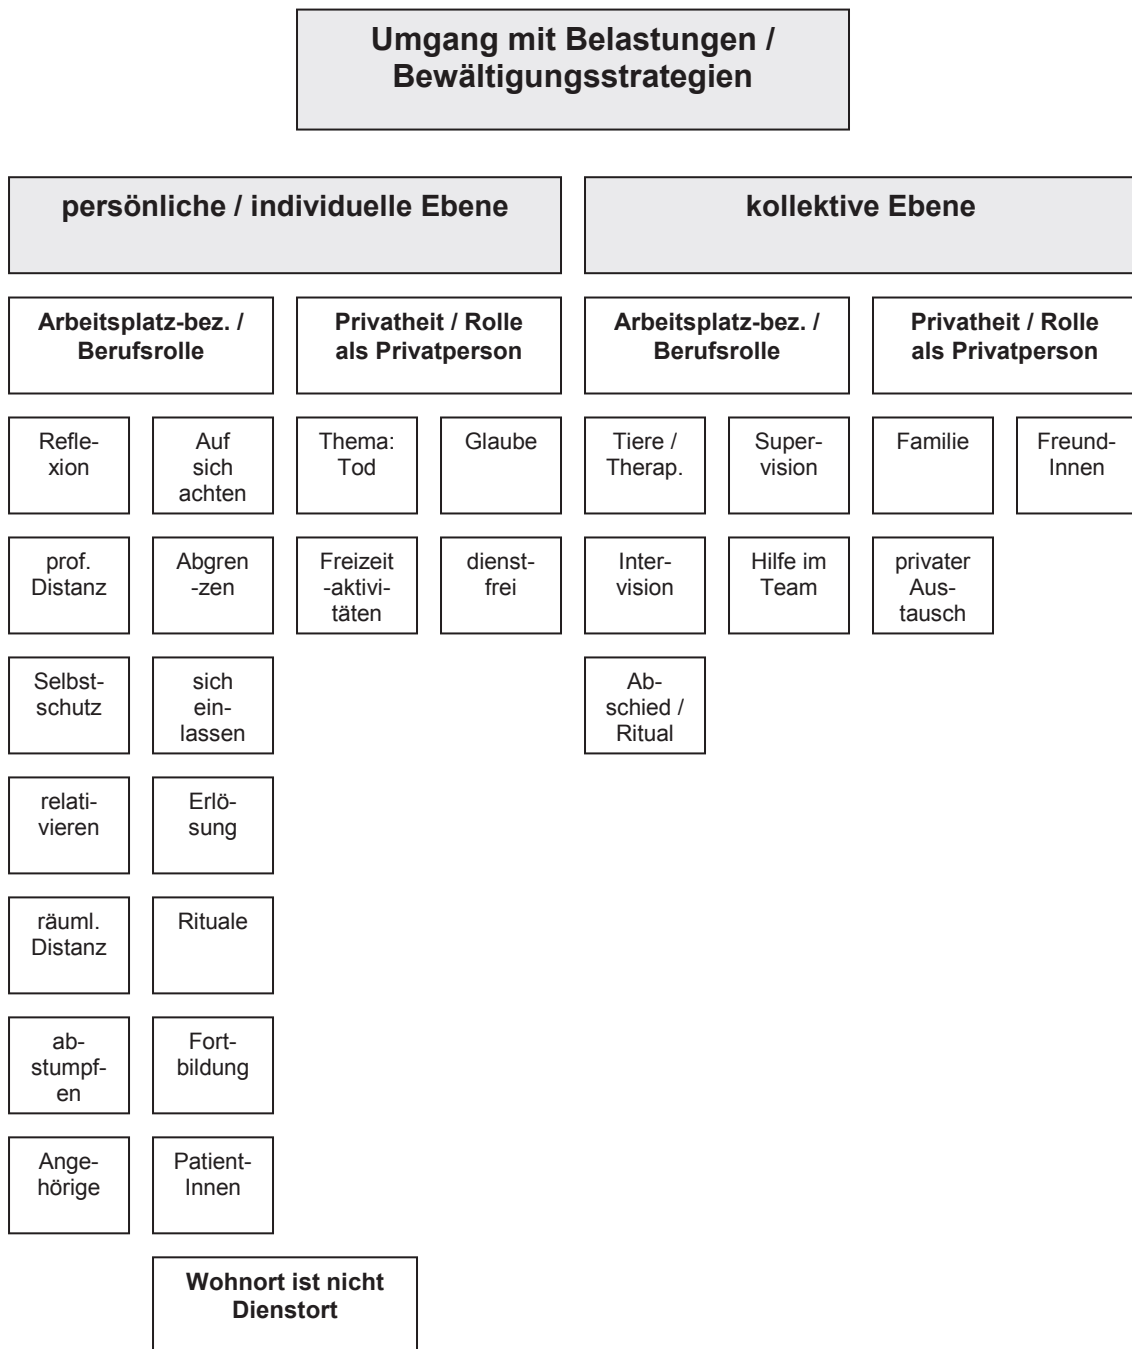 Umgang mit Belastungen /
Bewältigungsstrategien
persönliche / individuelle Ebene
kollektive Ebene
Arbeitsplatz-bez. /
Berufsrolle
Privatheit / Rolle
als Privatperson
Arbeitsplatz-bez. /
Berufsrolle
Privatheit / Rolle
als Privatperson
Refle-
xion
Auf
sich
achten
Thema:
Tod
Glaube
Tiere /
Therap.
Super-
vision
Familie
Freund-
Innen
prof.
Distanz
Abgren
-zen
Freizeit
-aktivi-
täten
dienst-
frei
Inter-
vision
Hilfe im
Team
privater
Aus-
tausch
Selbst-
schutz
sich
ein-
lassen
Ab-
schied /
Ritual
relati-
vieren
Erlö-
sung
räuml.
Distanz
Rituale
ab-
stumpf-
en
Fort-
bildung
Ange-
hörige
Patient-
Innen
Wohnort ist nicht
Dienstort